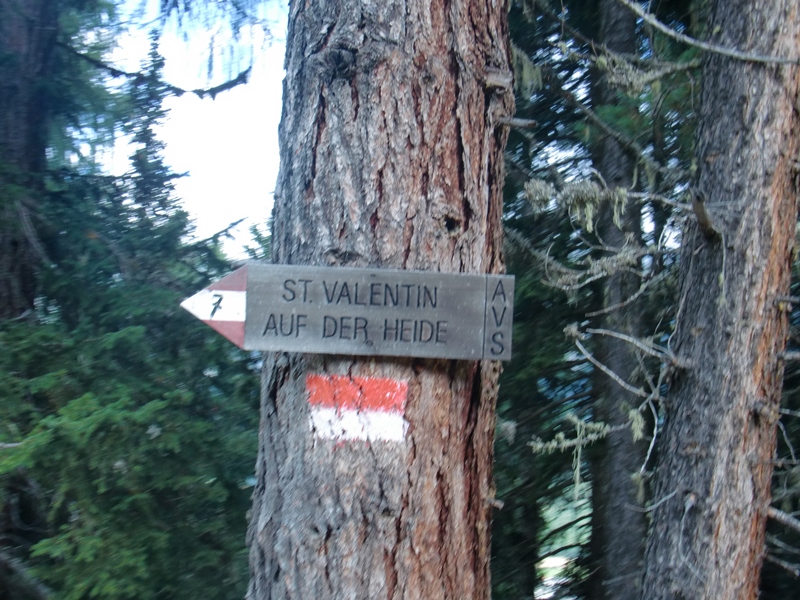 7
ST. VALENTIN
AUF DER HEIDE
AVS